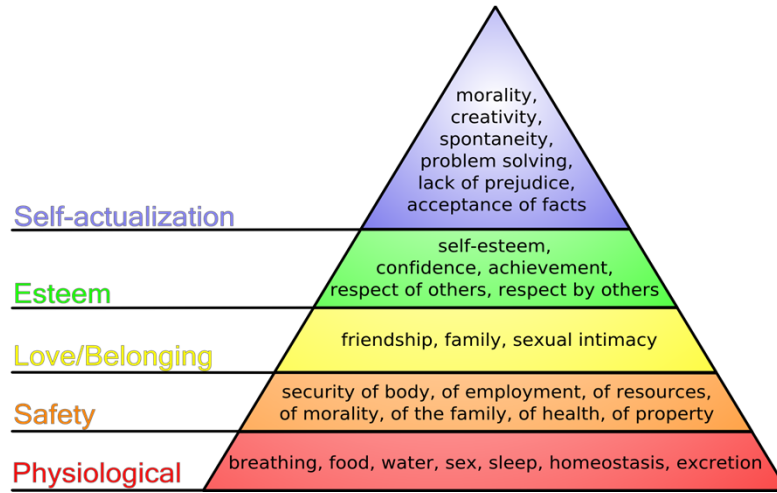 morality,
creativity,
spontaneity,
problem solving,
lack of prejudice,
acceptance of facts
Self-actualization
self-esteem,
confidence, achievement,
respect of others, respect by others
Esteem
friendship, family, sexual intimacy
Love/Belonging
security of body, of employment, of resources,
of morality, of the family, of health, of property
Safety
breathing, food, water, sex, sleep, homeostasis, excretion
Physiological